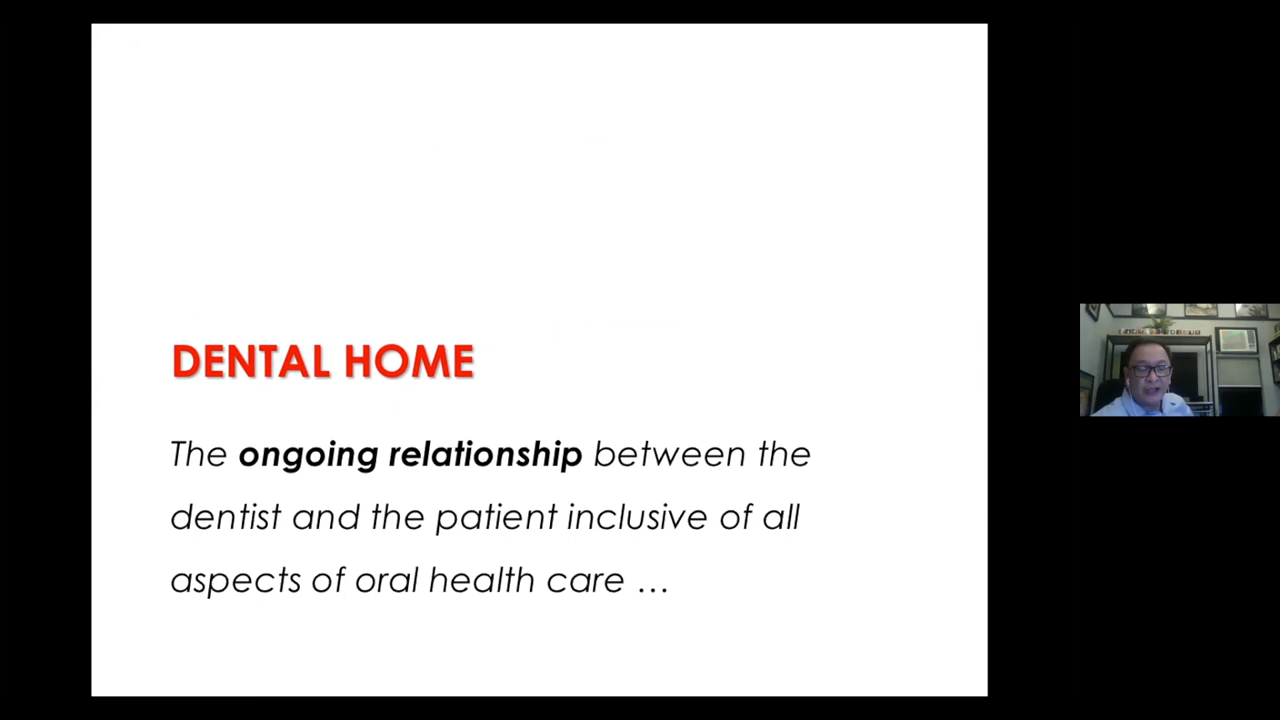 DENTAL HOME
The ongoing relationship between the
dentist and the patient inclusive of all
aspects of oral health care …